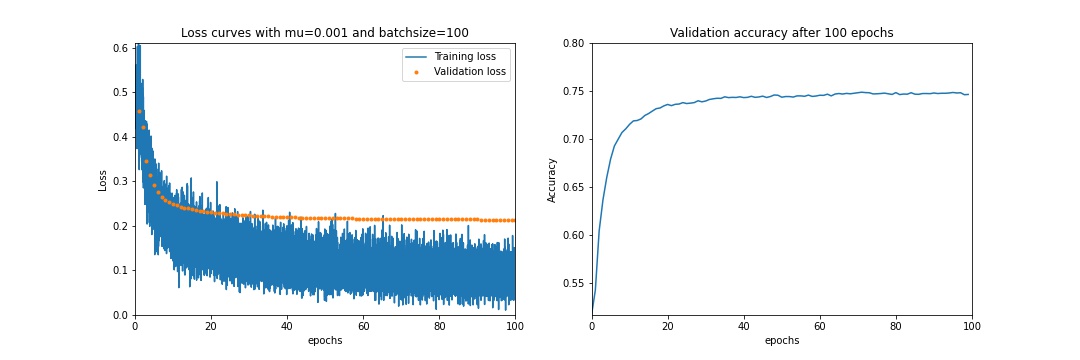 Loss curves with mu=0.001 and batchsize=100
0.6
0.5
0.4
0.3
0.2
0.1
0.0
Loss
Training loss
Validation loss
0 20 40 60 80 100
epochs
Validation accuracy after 100 epochs
0.80
0.75
0.70
0.65
0.60
0.55
Accuracy
0 20 40 60 80 100
epochs